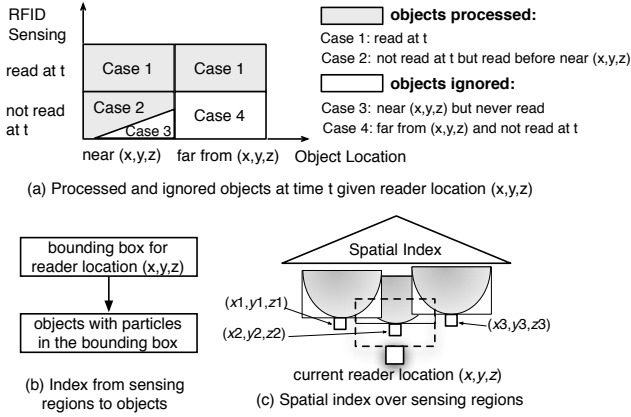 RFID
Sensing
read at t
not read
at t
Case 1
Case 1
Case 2
Case 3
Case 4
near (x,y,z)
far from (x,y,z)
Object Location
objects processed:
Case 1: read at t
Case 2: not read at t but read before near (x,y,z)
objects ignored:
Case 3: near (x,y,z) but never read
Case 4: far from (x,y,z) and not read at t
(a) Processed and ignored objects at time t given reader location (x,y,z)
bounding box for
reader location (x,y,z)
objects with particles
in the bounding box
(b) Index from sensing
regions to objects
Spatial Index
(x1,y1,z1)
(x2,y2,z2)
(x3,y3,z3)
current reader location (x,y,z)
(c) Spatial index over sensing regions